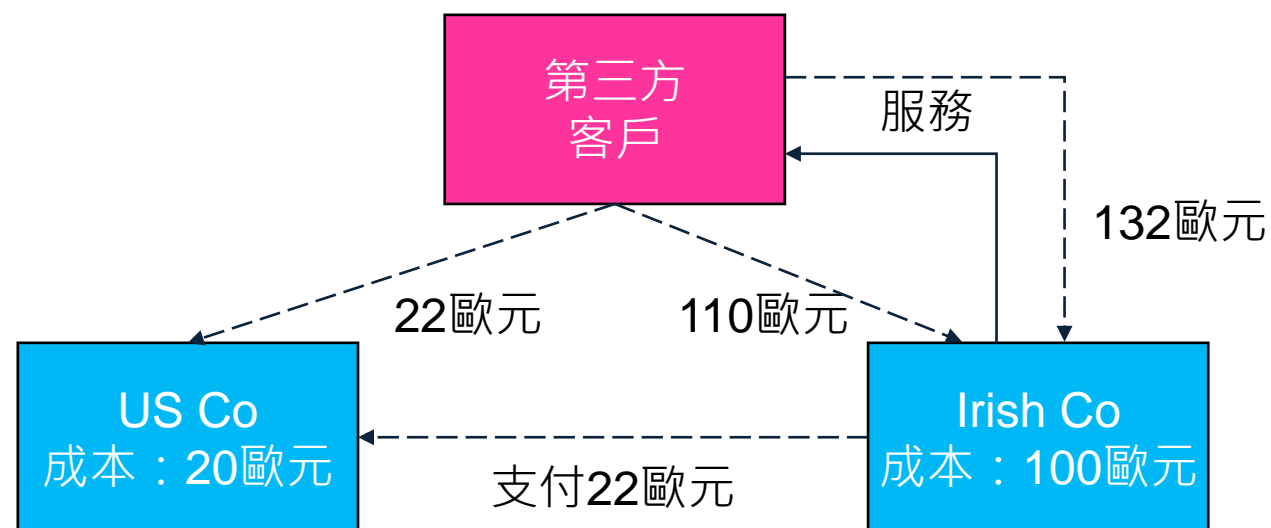 第三方
客戶
服務
132歐元
22歐元
110歐元
US Co
成本：20歐元
Irish Co
成本：100歐元
支付22歐元